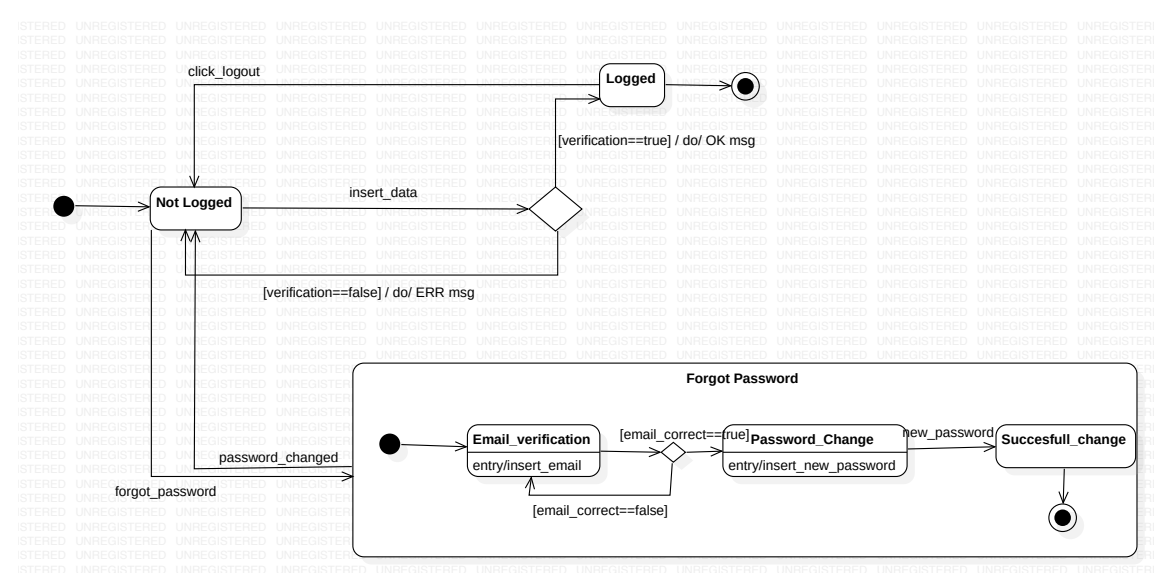 click_logout
Logged
[verification==true] / do/ OK msg
insert_data
Not Logged
[verification==false] / do/ ERR msg
Forgot Password
[email_correct==true]
new_password
Email_verification
Password_Change
Succesfull_change
password_changed
entry/insert_email
entry/insert_new_password
forgot_password
[email_correct==false]
UNREGISTERED